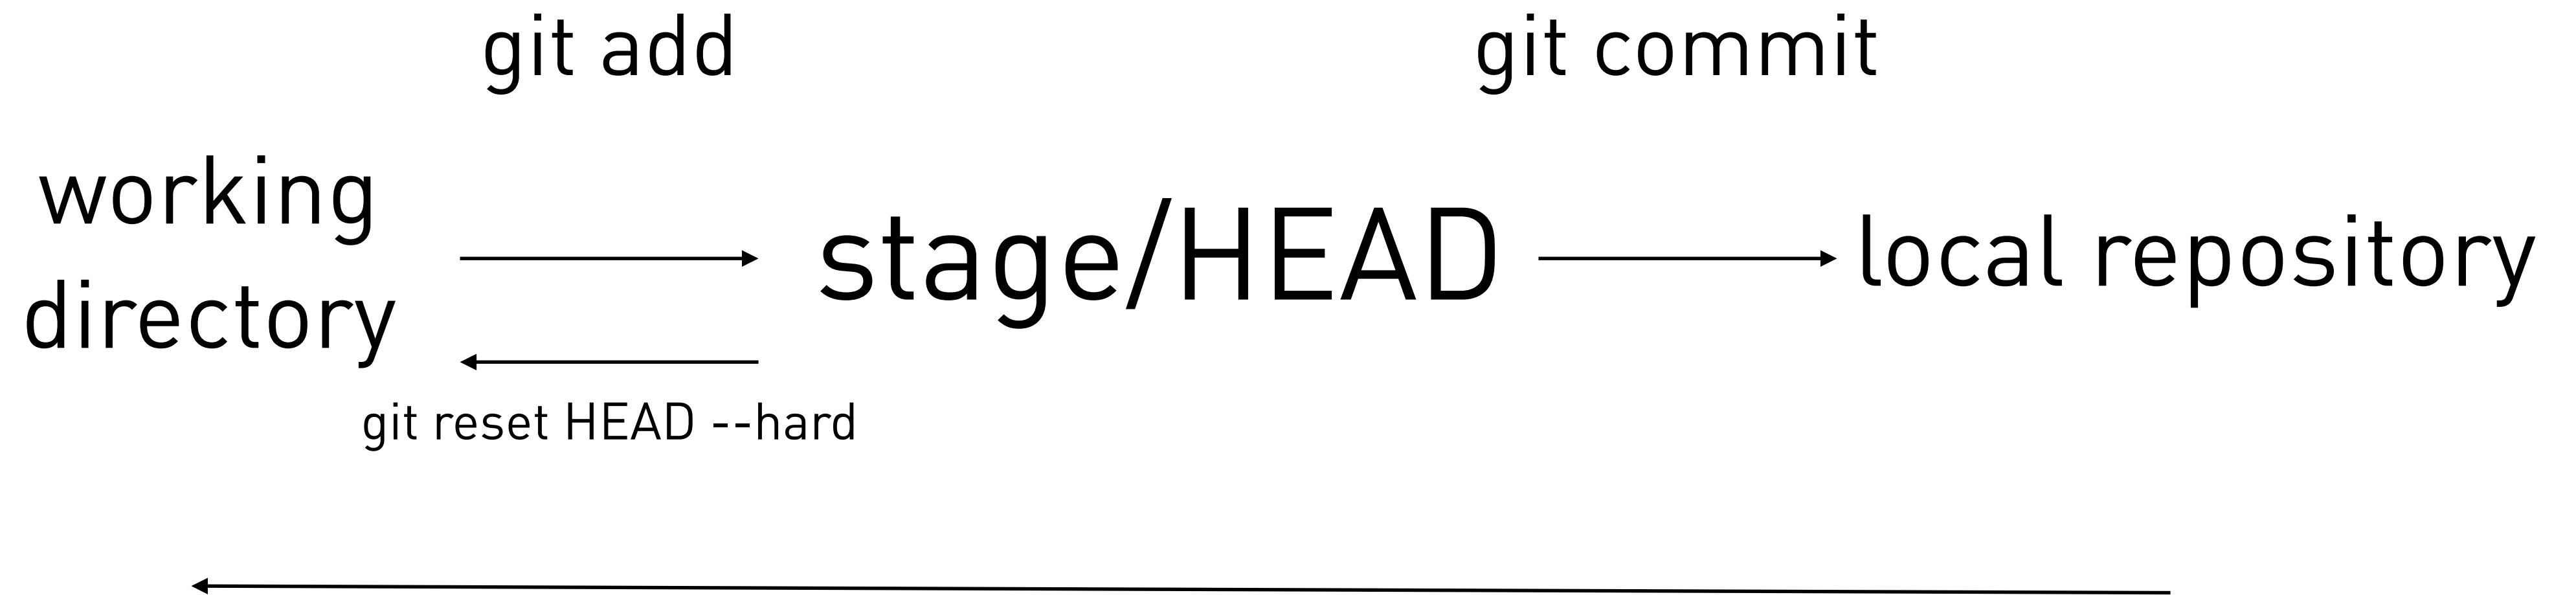 git add
git commit
working
directory
stage/HEAD
local repository
git reset HEAD --hard